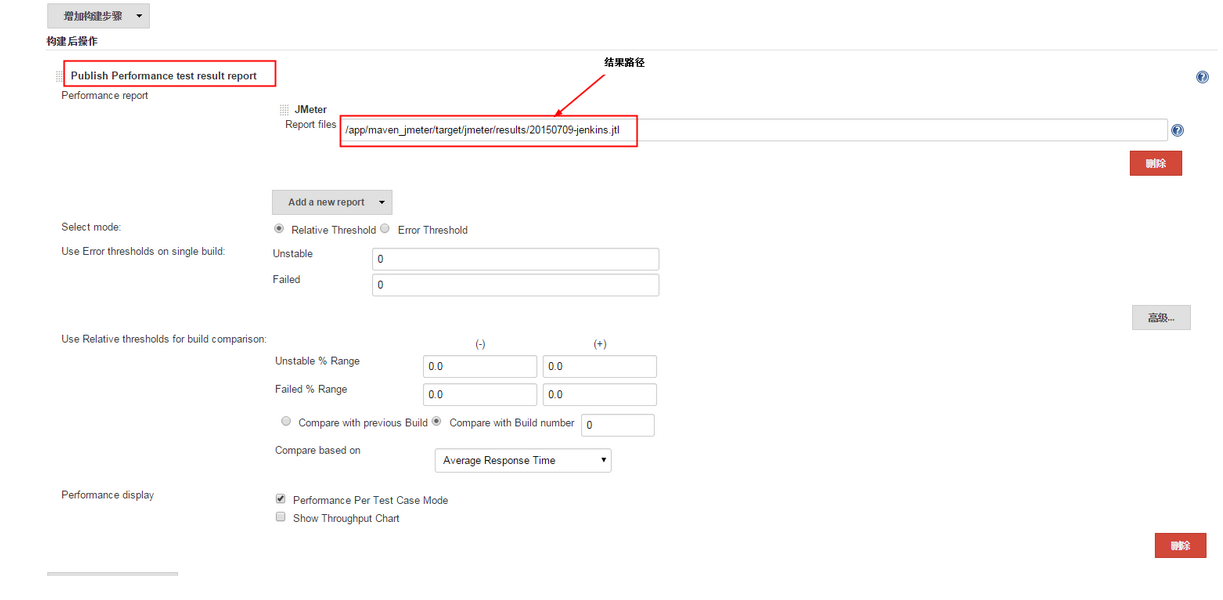 增加构建步骤
构建后操作
结果路径
Publish Performance test result report
Performance report
JMeter
Report files
/app/maven_jmeter/target/jmeter/results/20150709-jenkins.jtl
删除
Add a new report
Select mode:
Relative Threshold
Error Threshold
Use Error thresholds on single build:
Unstable
0
Failed
0
高级...
Use Relative thresholds for build comparison:
(-)
(+)
Unstable % Range
0.0
0.0
Failed % Range
0.0
0.0
Compare with previous Build
Compare with Build number
0
Compare based on
Average Response Time
Performance display
Performance Per Test Case Mode
Show Throughput Chart
删除